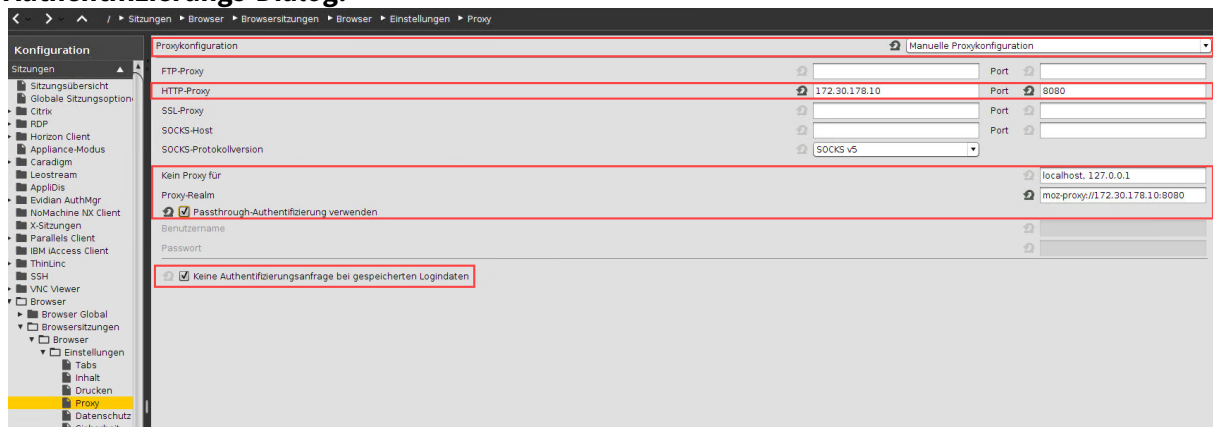 Authentifizierungs-Dialog:
/ Sitzungen Browser Browsersitzungen Browser Einstellungen Proxy
Konfiguration
Sitzungen
Sitzungsübersicht
Globale Sitzungsoption
Citrix
RDP
Horizon Client
Appliance-Modus
Caradigm
Leostream
AppliDis
Evidian AuthMgr
NoMachine NX Client
X-Sitzungen
Parallels Client
IBM iAccess Client
ThinLinc
SSH
VNC Viewer
Browser
Browser Global
Browsersitzungen
Browser
Einstellungen
Tabs
Inhalt
Drucken
Proxy
Datenschutz
Proxykonfiguration Manuelle Proxykonfiguration
FTP-Proxy Port
HTTP-Proxy 172.30.178.10 Port 8080
SSL-Proxy Port
SOCKS-Host Port
SOCKS-Protokollversion SOCKS v5
Kein Proxy für localhost, 127.0.0.1
Proxy-Realm moz-proxy://172.30.178.10:8080
Passthrough-Authentifizierung verwenden
Benutzername
Passwort
Keine Authentifizierungsanfrage bei gespeicherten Logindaten